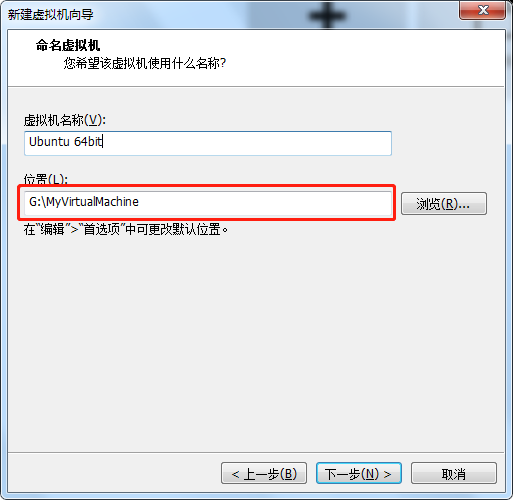 新建虚拟机向导
命名虚拟机
您希望该虚拟机使用什么名称?
虚拟机名称(V):
Ubuntu 64bit
位置(L):
G:\MyVirtualMachine
浏览(R)...
在"编辑">"首选项"中可更改默认位置。
< 上一步(B)
下一步(N) >
取消